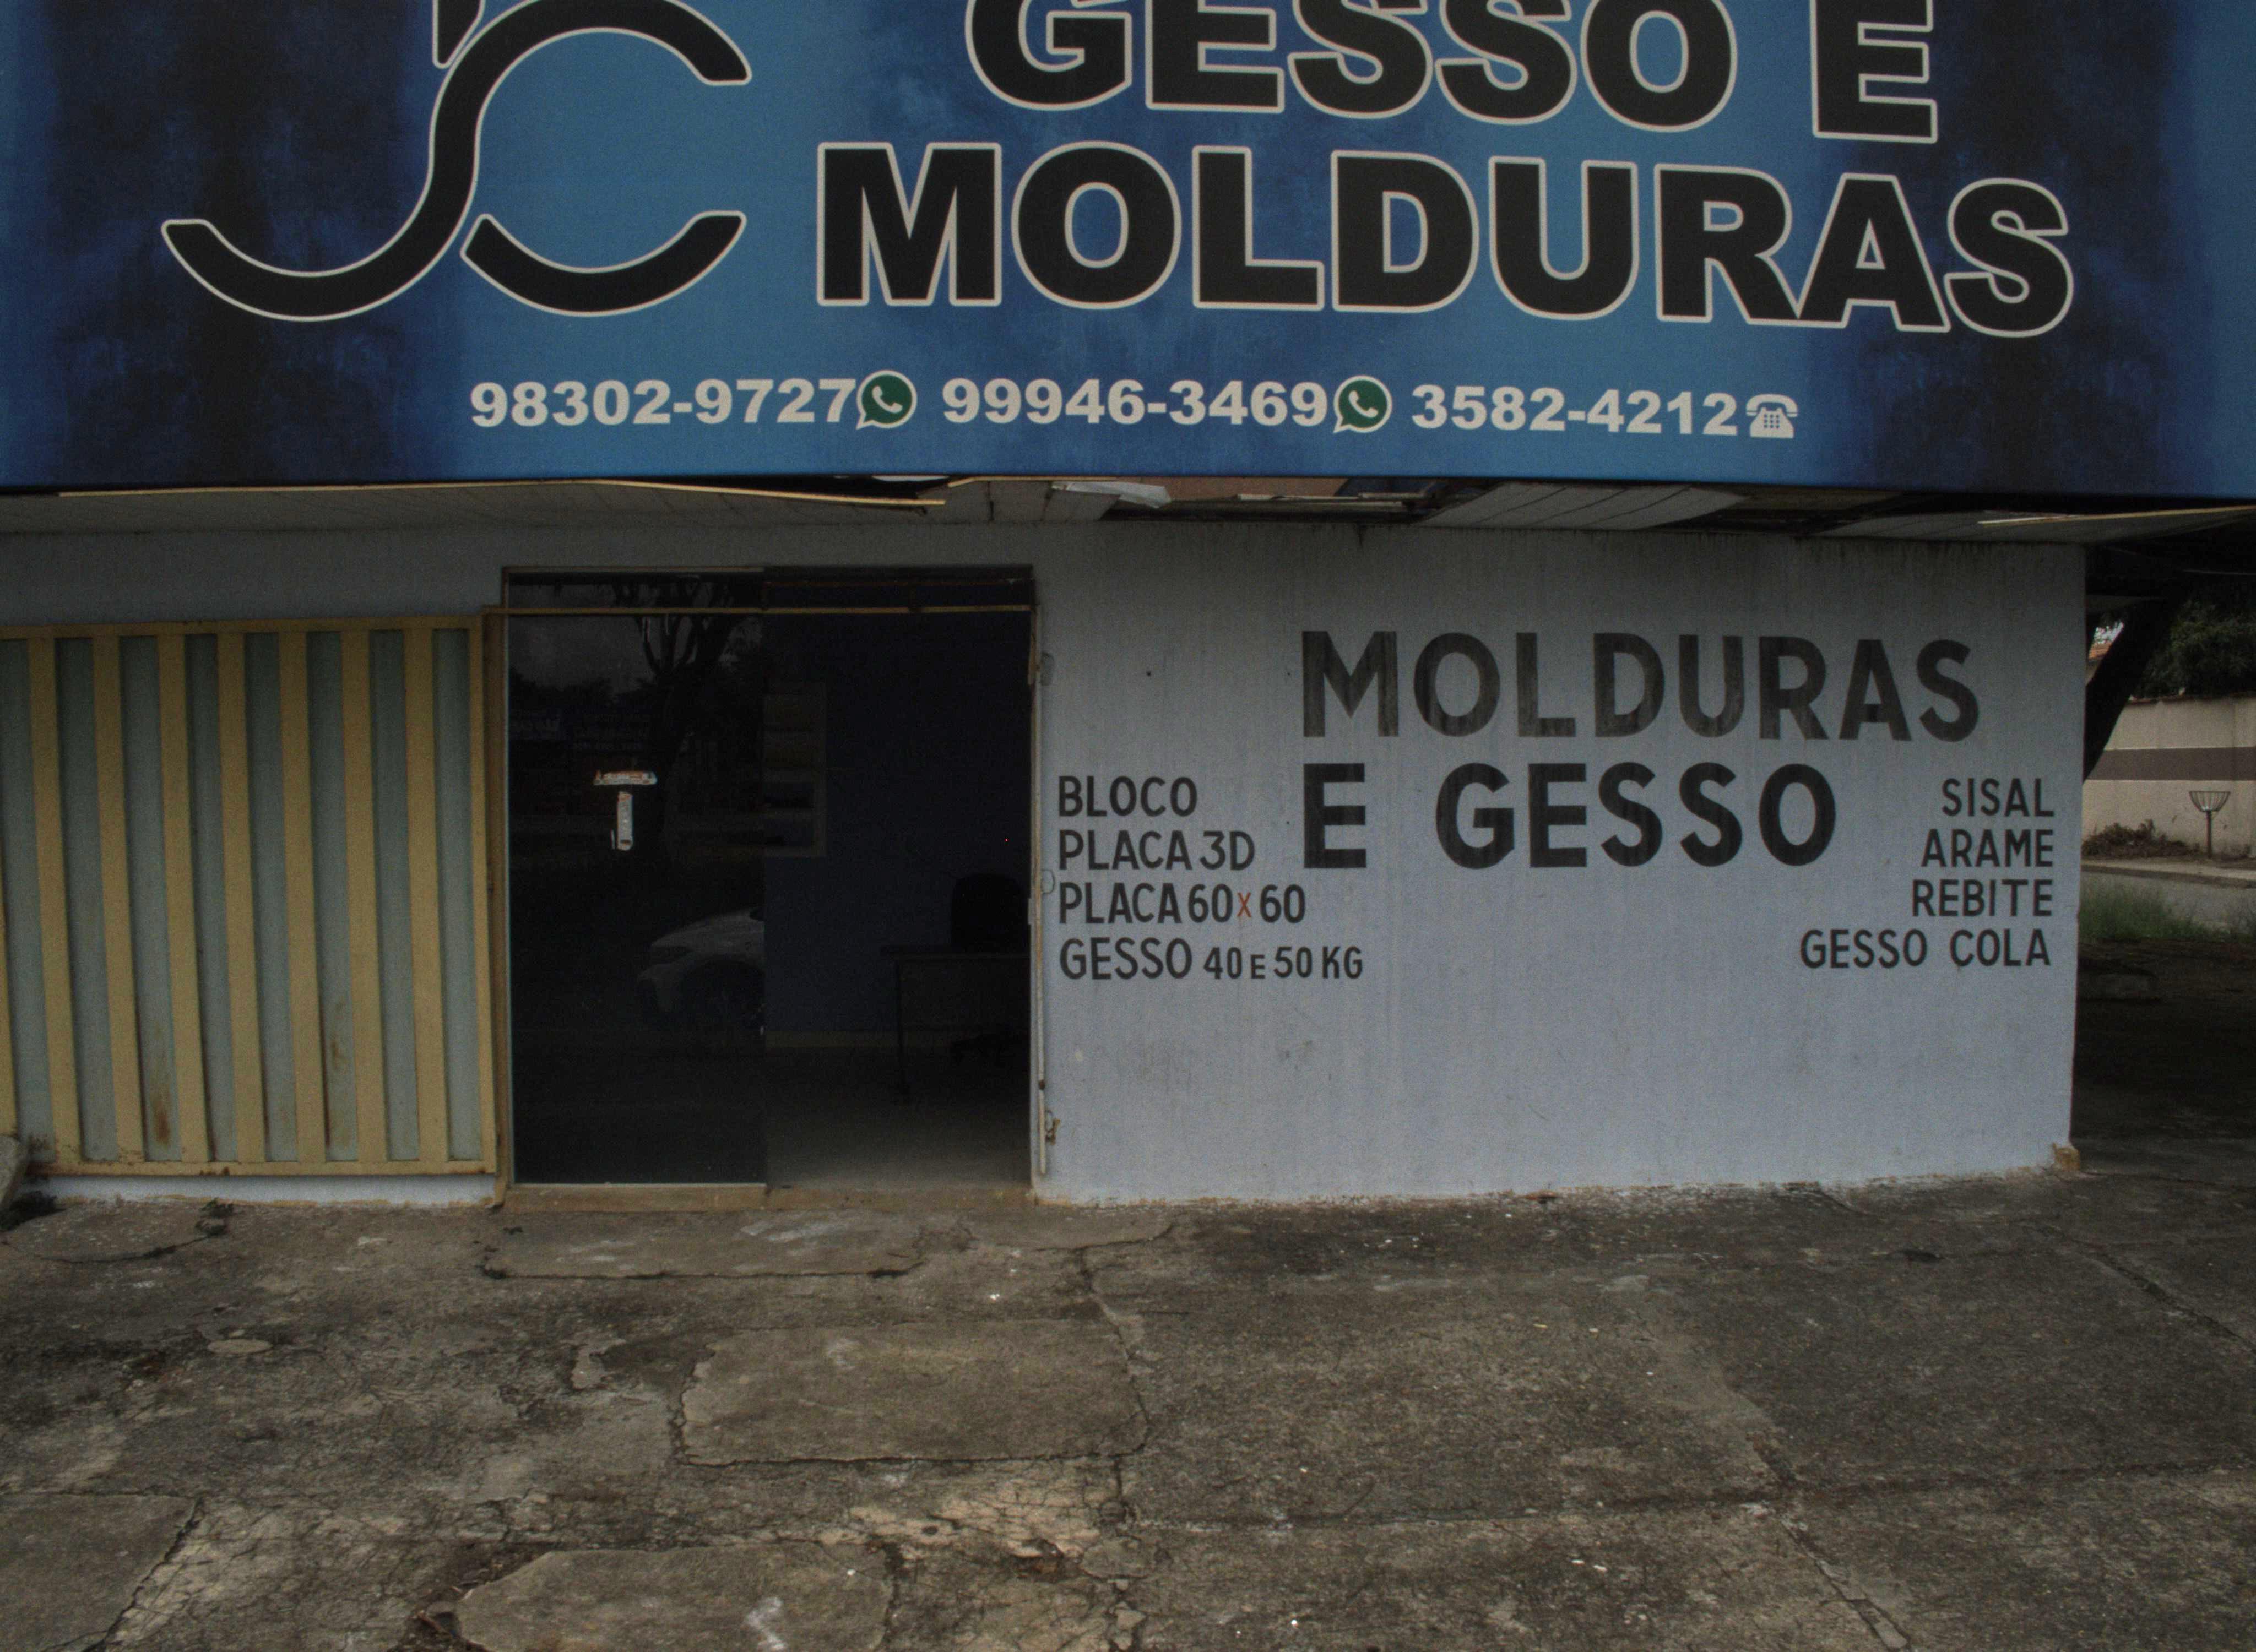 JC
GESSO E
MOLDURAS
98302-9727 99946-3469 3582-4212
MOLDURAS
E GESSO
BLOCO
PLACA 3D
PLACA 60x60
GESSO 40 E 50 KG
SISAL
ARAME
REBITE
GESSO COLA